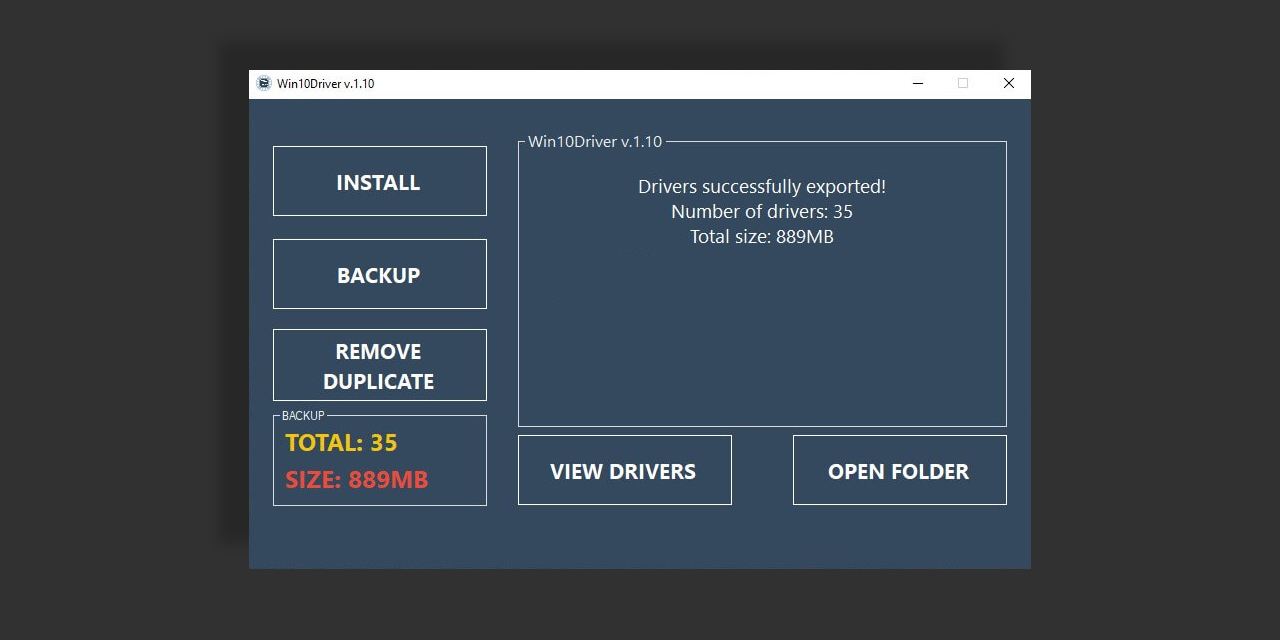 Win10Driver v.1.10
INSTALL
BACKUP
REMOVE
DUPLICATE
BACKUP
TOTAL: 35
SIZE: 889MB
Win10Driver v.1.10
Drivers successfully exported!
Number of drivers: 35
Total size: 889MB
VIEW DRIVERS
OPEN FOLDER